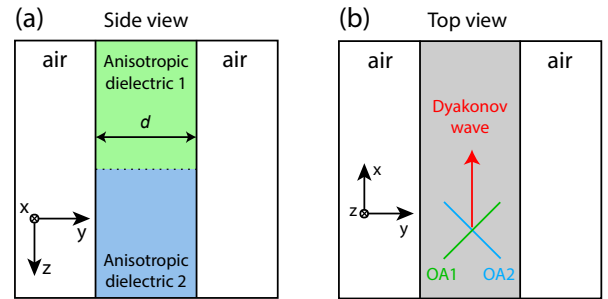 (a)
Side view
air
Anisotropic
dielectric 1
air
d
x
y
z
Anisotropic
dielectric 2
(b)
Top view
air
air
Dyakonov
wave
x
z
y
OA1
OA2